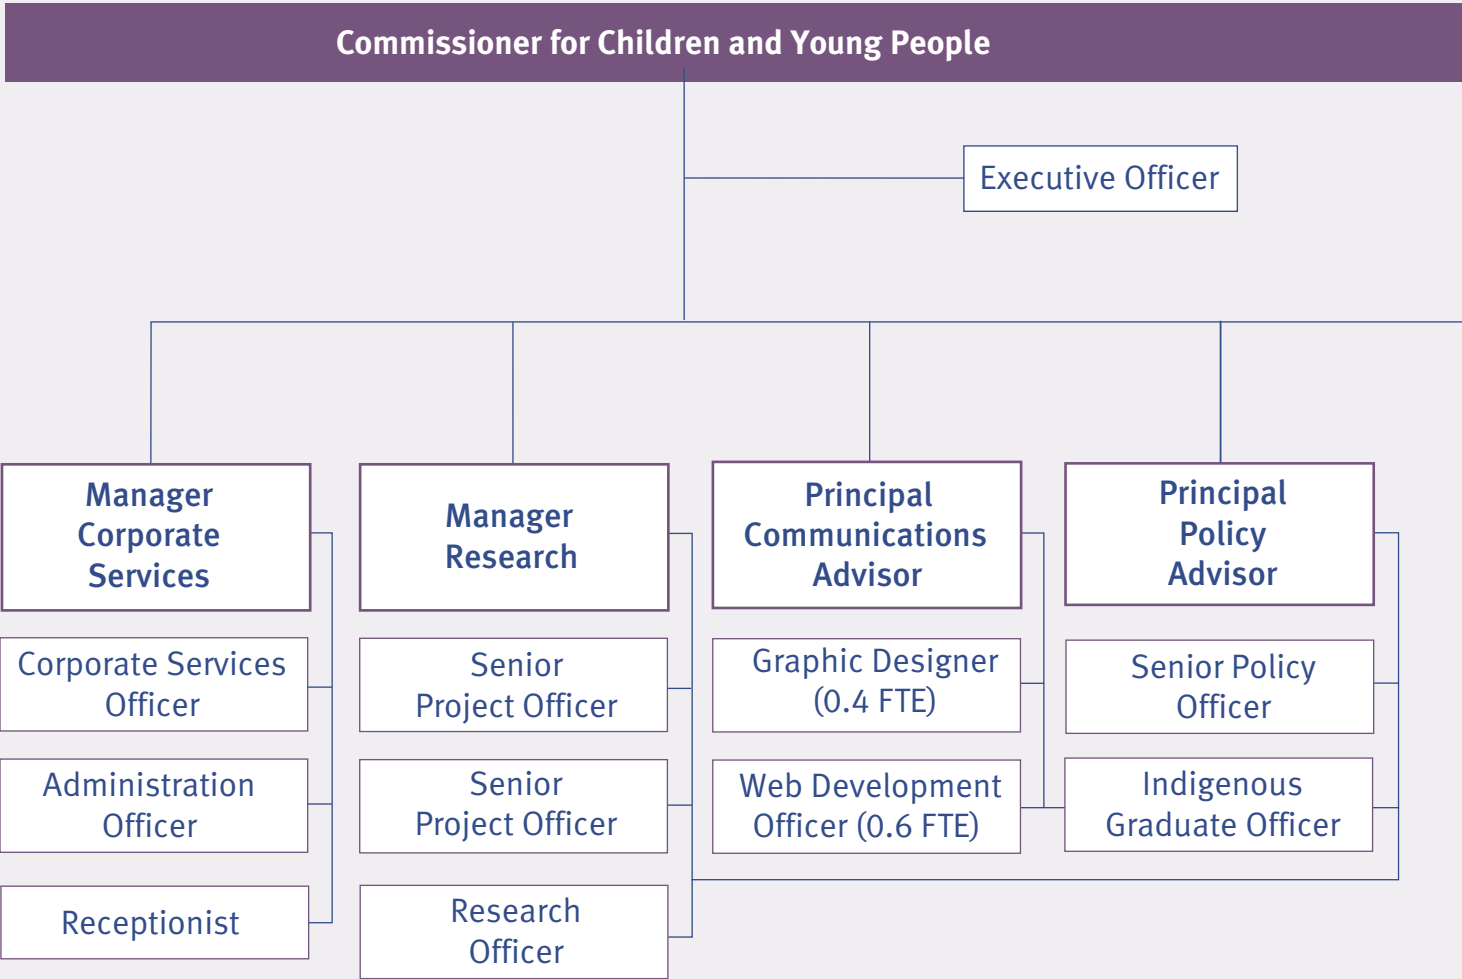 Commissioner for Children and Young People
Executive Officer
Manager
Corporate
Services
Corporate Services
Officer
Administration
Officer
Receptionist
Manager
Research
Senior
Project Officer
Senior
Project Officer
Research
Officer
Principal
Communications
Advisor
Graphic Designer
(0.4 FTE)
Web Development
Officer (0.6 FTE)
Principal
Policy
Advisor
Senior Policy
Officer
Indigenous
Graduate Officer